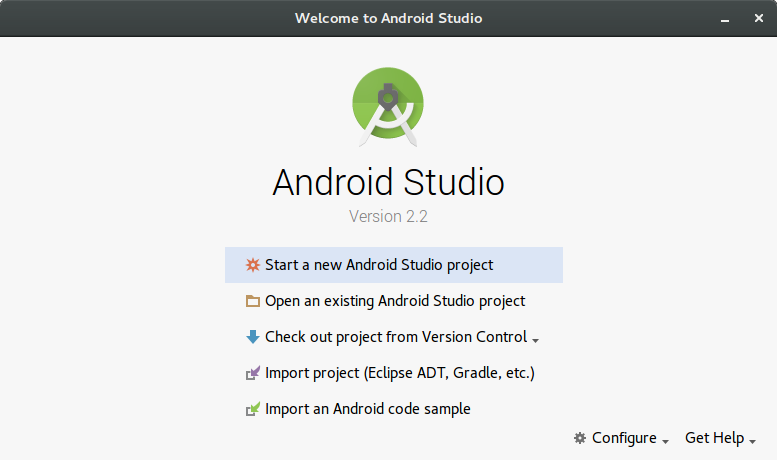 Welcome to Android Studio
Android Studio
Version 2.2
Start a new Android Studio project
Open an existing Android Studio project
Check out project from Version Control
Import project (Eclipse ADT, Gradle, etc.)
Import an Android code sample
Configure Get Help